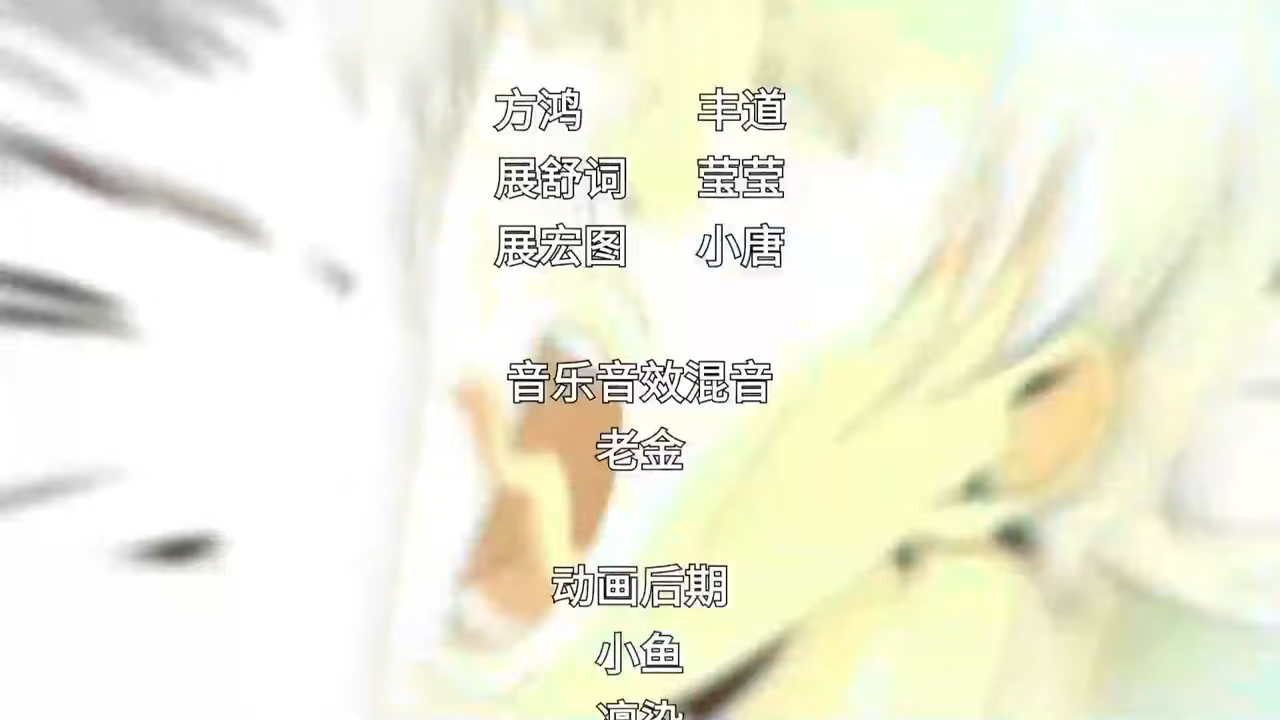 方鸿 丰道
展舒词 莹莹
展宏图 小唐
音乐音效混音
老金
动画后期
小鱼